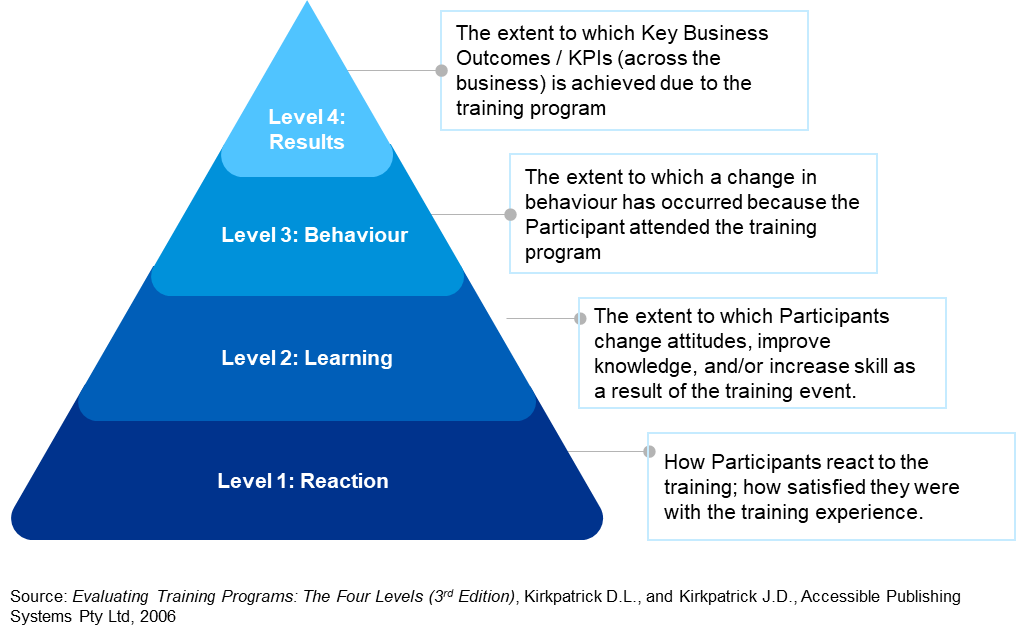 The extent to which Key Business
Outcomes / KPIs (across the
business) is achieved due to the
training program
Level 4:
Results
The extent to which a change in
behaviour has occurred because the
Participant attended the training
program
Level 3: Behaviour
The extent to which Participants
change attitudes, improve
knowledge, and/or increase skill as
a result of the training event.
Level 2: Learning
How Participants react to the
training; how satisfied they were
with the training experience.
Level 1: Reaction
Source: Evaluating Training Programs: The Four Levels (3rd Edition), Kirkpatrick D.L., and Kirkpatrick J.D., Accessible Publishing
Systems Pty Ltd, 2006